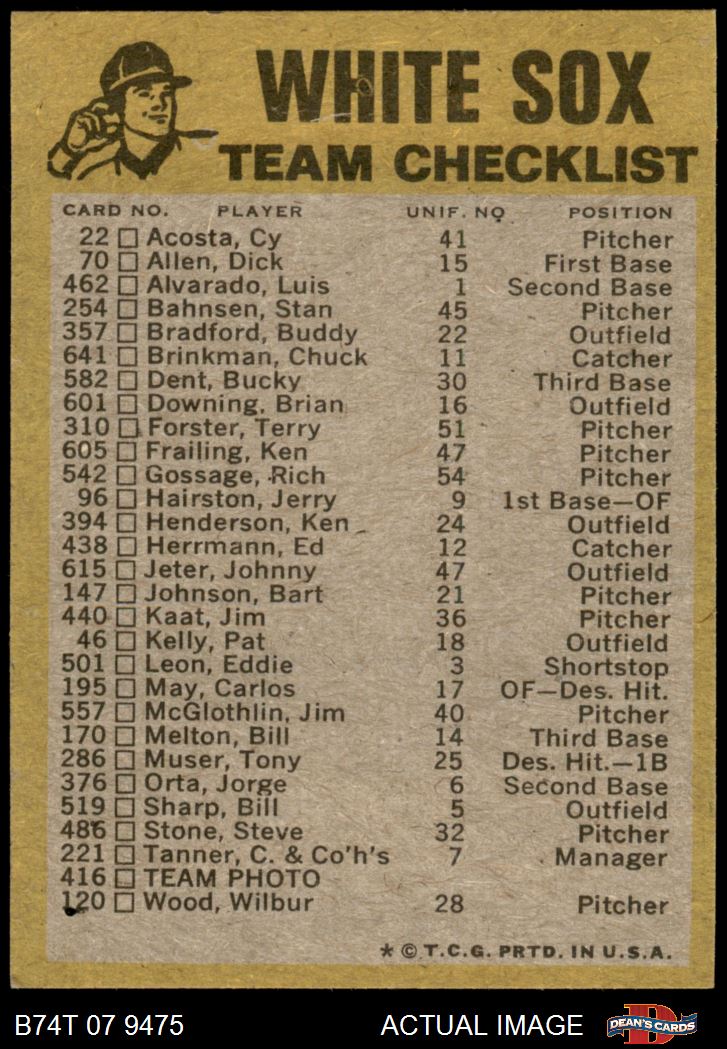 WHITE SOX
TEAM CHECKLIST
CARD NO. PLAYER UNIF. NO POSITION
22 Acosta, Cy 41 Pitcher
70 Allen, Dick 15 First Base
462 Alvarado, Luis 1 Second Base
254 Bahnsen, Stan 45 Pitcher
357 Bradford, Buddy 22 Outfield
641 Brinkman, Chuck 11 Catcher
582 Dent, Bucky 30 Third Base
601 Downing, Brian 16 Outfield
310 Forster, Terry 51 Pitcher
605 Frailing, Ken 47 Pitcher
542 Gossage, Rich 54 Pitcher
96 Hairston, Jerry 9 1st Base—OF
394 Henderson, Ken 24 Outfield
438 Herrmann, Ed 12 Catcher
615 Jeter, Johnny 47 Outfield
147 Johnson, Bart 21 Pitcher
440 Kaat, Jim 36 Pitcher
46 Kelly, Pat 18 Outfield
501 Leon, Eddie 3 Shortstop
195 May, Carlos 17 OF—Des. Hit.
557 McGlothlin, Jim 40 Pitcher
170 Melton, Bill 14 Third Base
286 Muser, Tony 25 Des. Hit.—1B
376 Orta, Jorge 6 Second Base
519 Sharp, Bill 5 Outfield
486 Stone, Steve 32 Pitcher
221 Tanner, C. & Co'h's 7 Manager
416 TEAM PHOTO
120 Wood, Wilbur 28 Pitcher
* © T.C.G. PRTD. IN U.S.A.
B74T 07 9475 ACTUAL IMAGE D DEAN'S CARDS